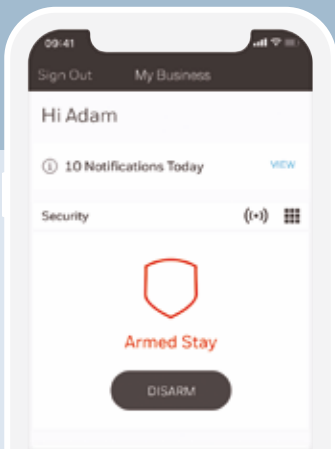 09:41
Sign Out My Business
Hi Adam
10 Notifications Today VIEW
Security
Armed Stay
DISARM